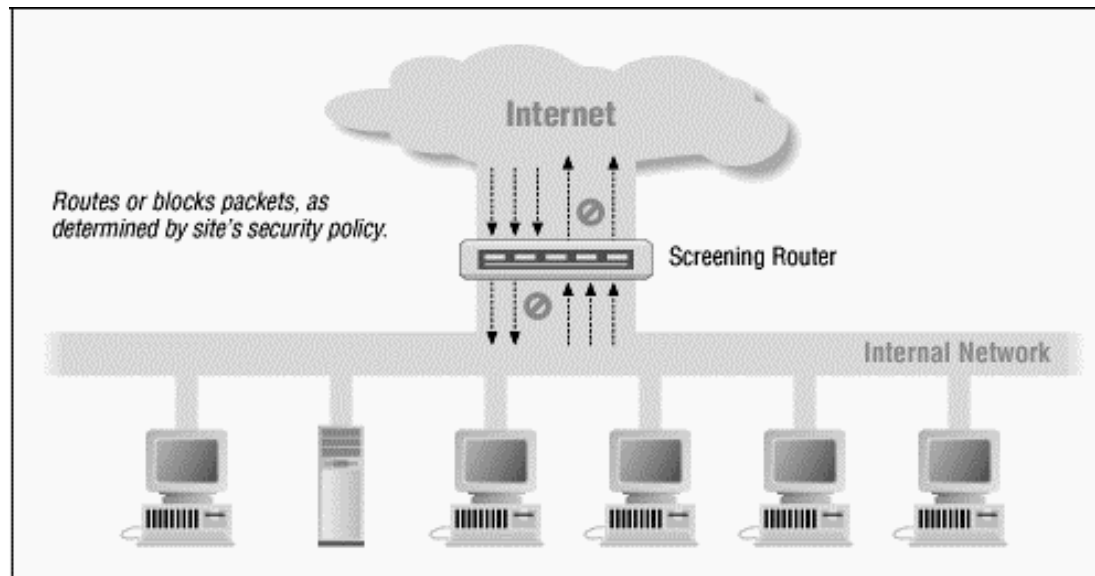 Internet
Routes or blocks packets, as
determined by site's security policy.
Screening Router
Internal Network